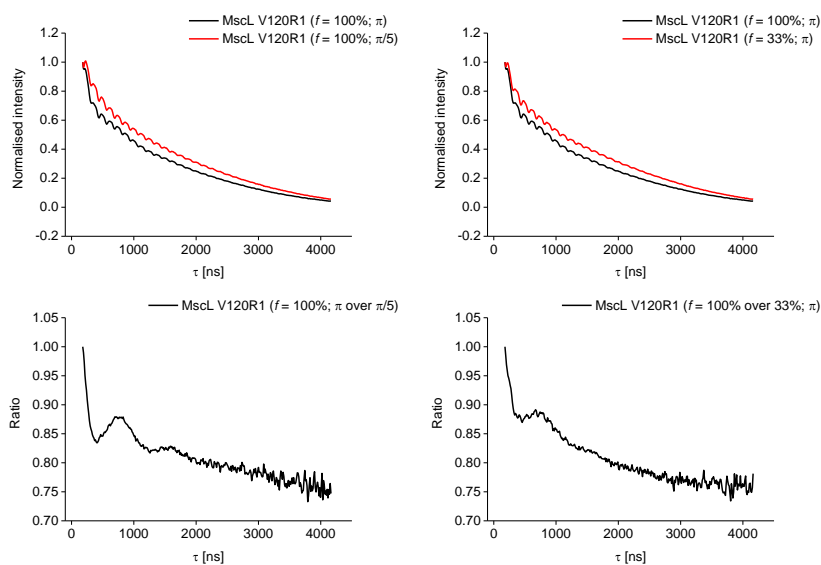 MscL V120R1 (f = 100%; π)
MscL V120R1 (f = 100%; π/5)
1.2
1.0
0.8
0.6
0.4
0.2
0.0
-0.2
Normalised intensity
0 1000 2000 3000 4000
τ [ns]
MscL V120R1 (f = 100%; π)
MscL V120R1 (f = 33%; π)
1.2
1.0
0.8
0.6
0.4
0.2
0.0
-0.2
Normalised intensity
0 1000 2000 3000 4000
τ [ns]
MscL V120R1 (f = 100%; π over π/5)
1.05
1.00
0.95
0.90
0.85
0.80
0.75
0.70
Ratio
0 1000 2000 3000 4000
τ [ns]
MscL V120R1 (f = 100% over 33%; π)
1.05
1.00
0.95
0.90
0.85
0.80
0.75
0.70
Ratio
0 1000 2000 3000 4000
τ [ns]